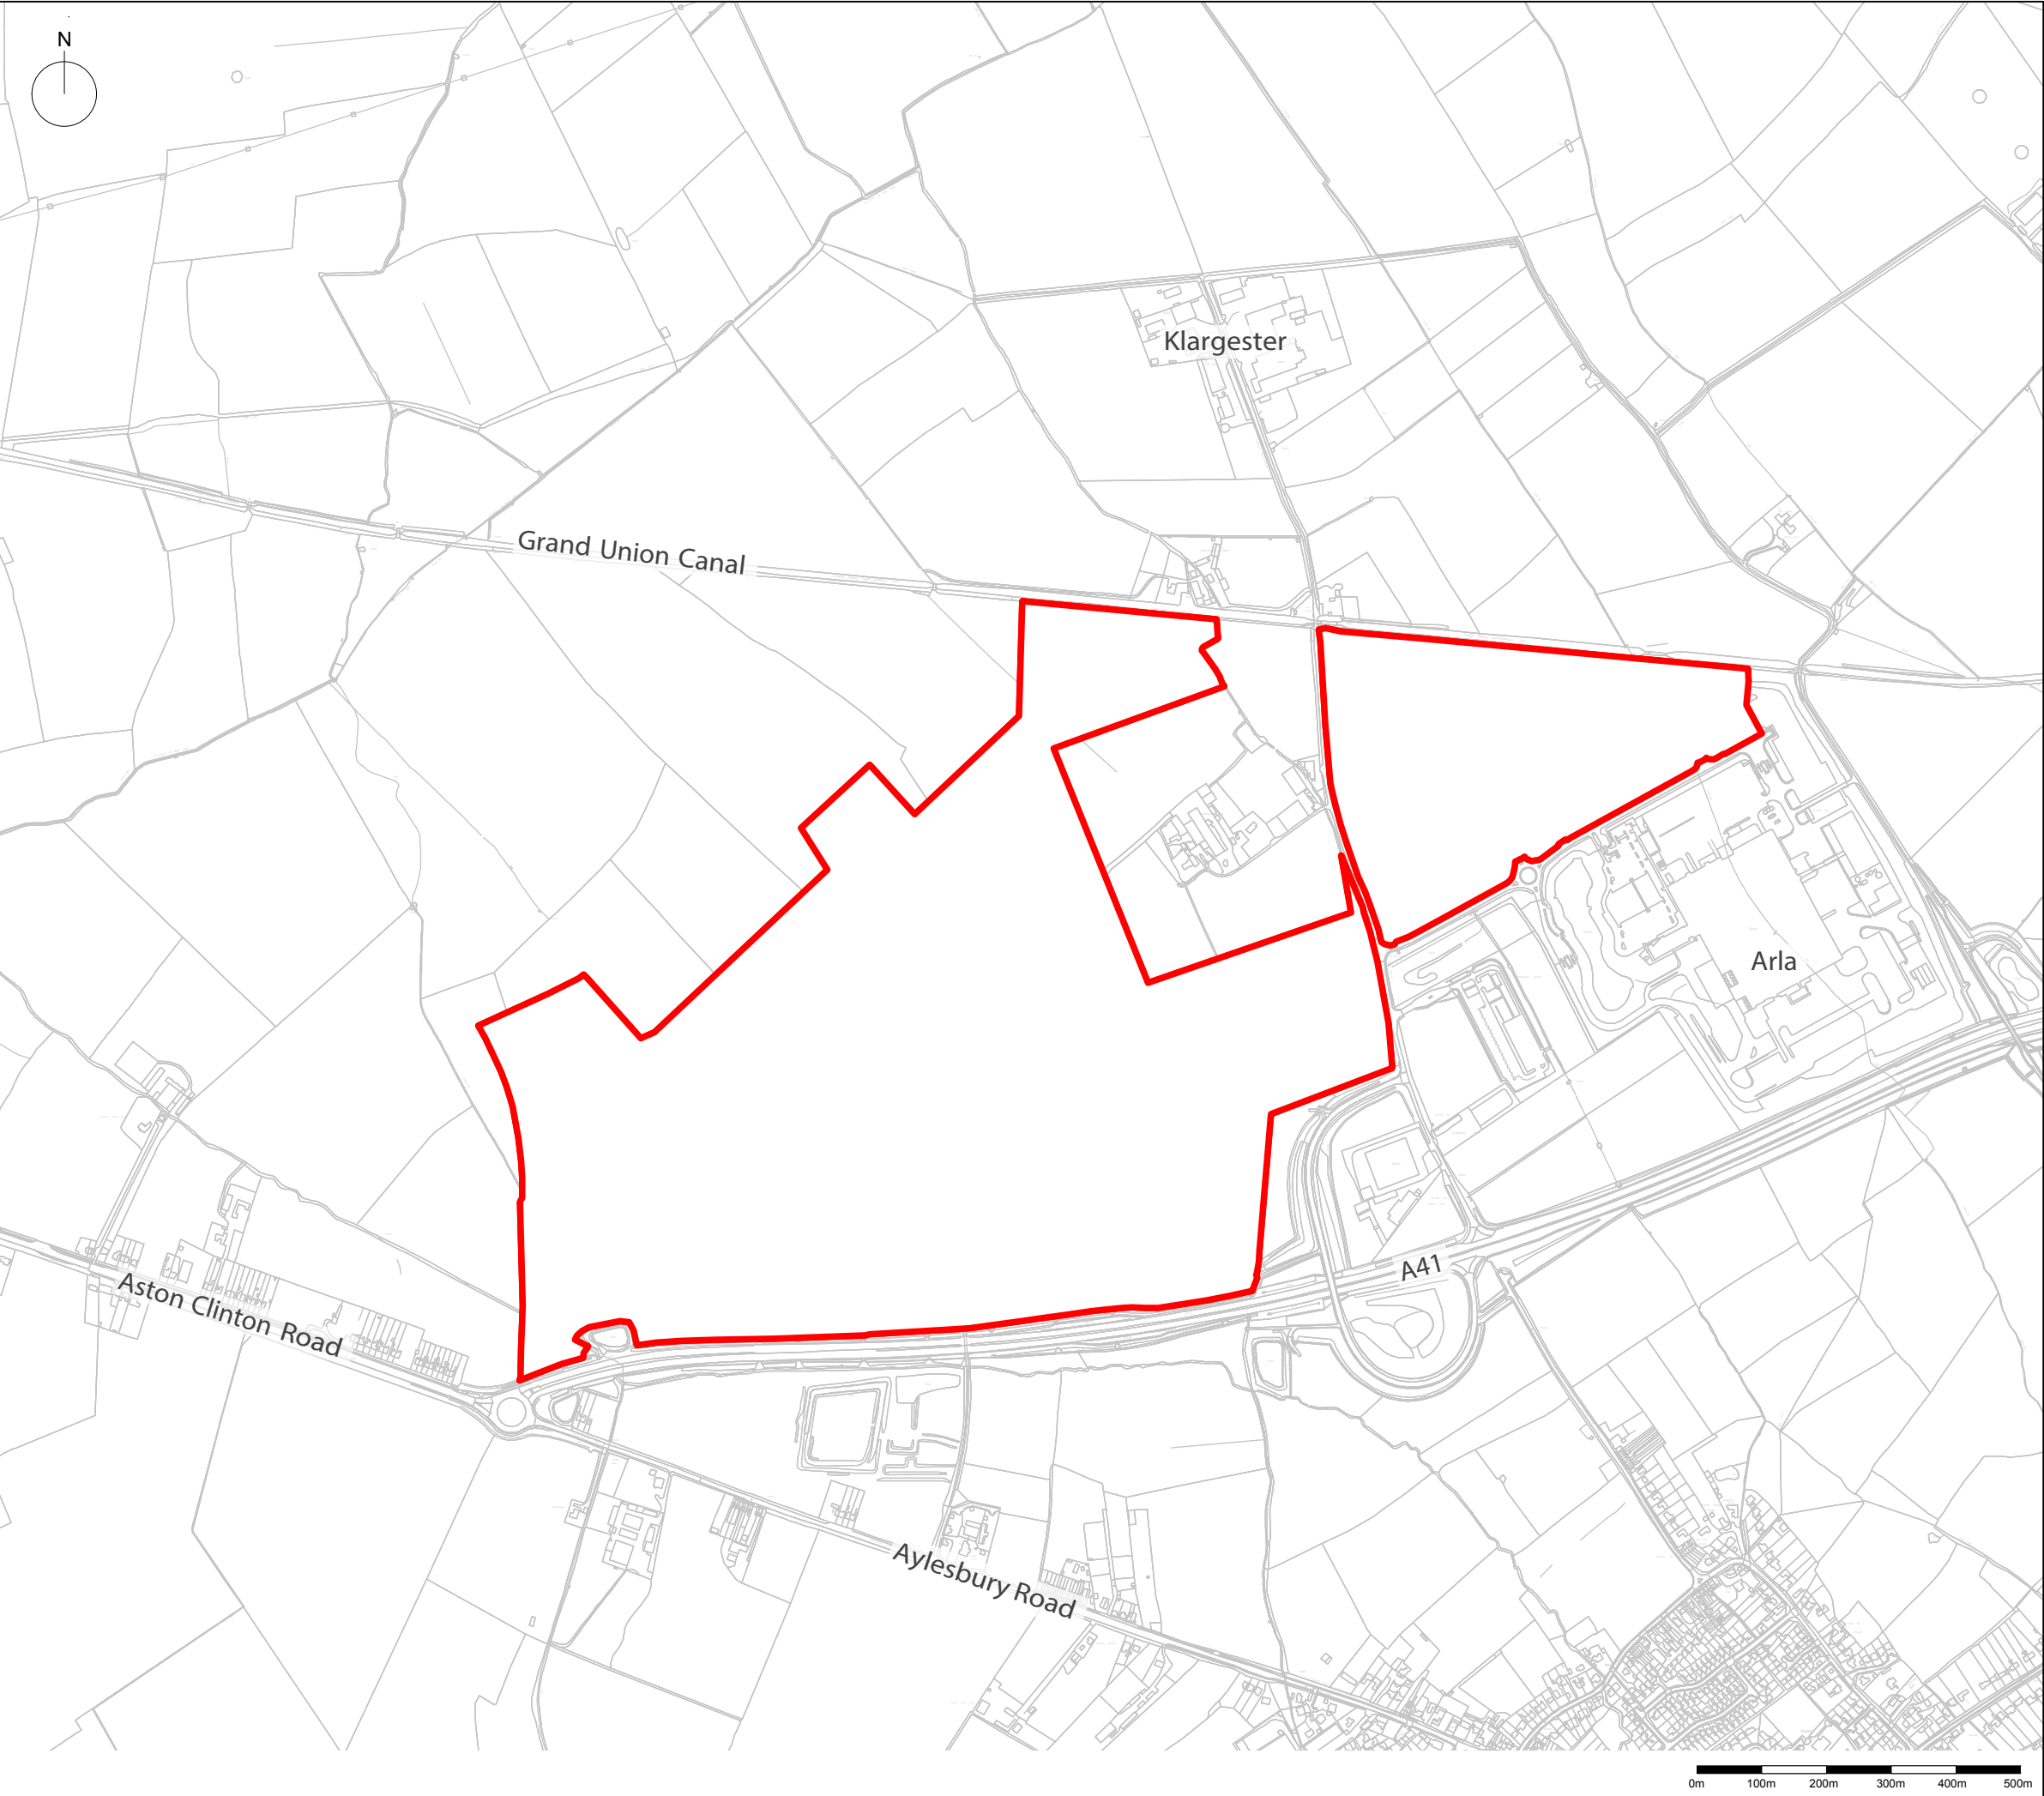 N
Klargester
Grand Union Canal
Arla
A41
Aston Clinton Road
Aylesbury Road
0m 100m 200m 300m 400m 500m